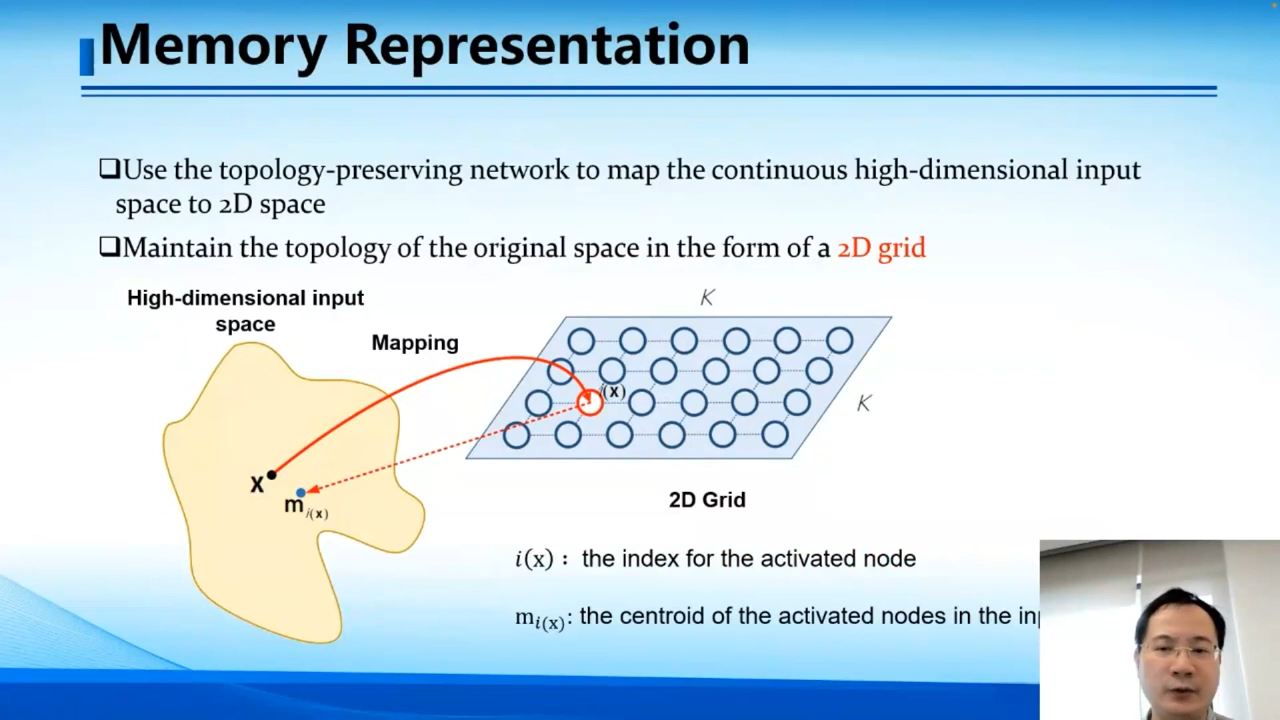 Memory Representation
❑Use the topology-preserving network to map the continuous high-dimensional input
space to 2D space
❑Maintain the topology of the original space in the form of a 2D grid
High-dimensional input
space
Mapping
K
(x)
K
x
m i(x)
2D Grid
i(x) : the index for the activated node
m i(x): the centroid of the activated nodes in the